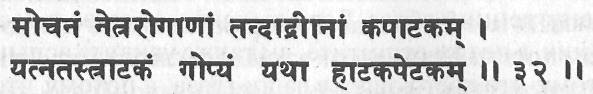 मोचनं नेत्ररोगाणां तन्दाद्रीानां कपाटकम् ।
यत्नतस्त्राटकं गोप्यं यथा हाटकपेटकम् ।। ३२ ।।